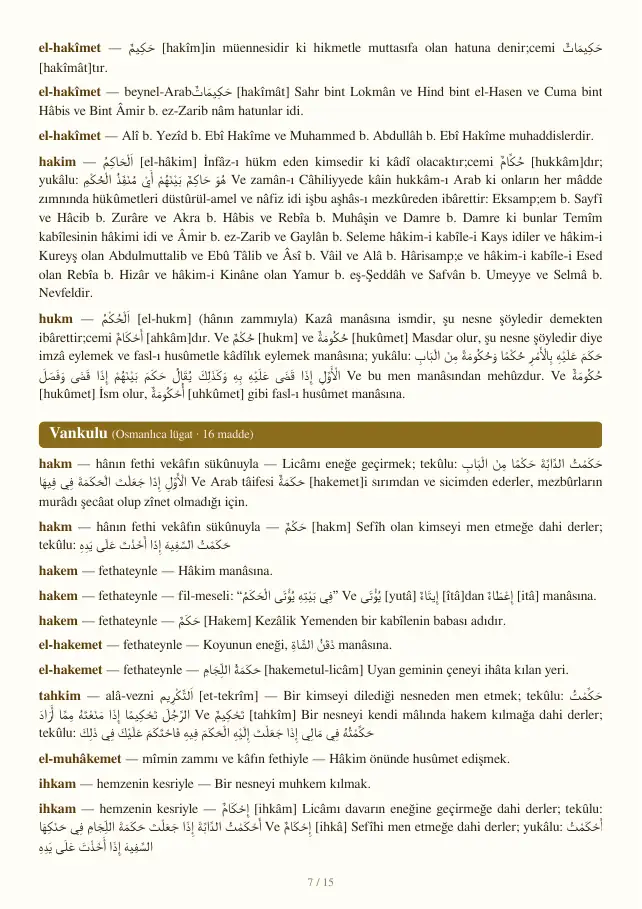 el-hakîmet — حَكِيمٌ [hakîm]in müennesidir ki hikmetle muttasıfa olan hatuna denir;cemi حَكِيمَاتٌ
[hakîmât]tır.
el-hakîmet — beynel-Arabحَكِيمَاتٌ [hakîmât] Sahr bint Lokmân ve Hind bint el-Hasen ve Cuma bint
Hâbis ve Bint Âmir b. ez-Zarib nâm hatunlar idi.
el-hakîmet — Alî b. Yezîd b. Ebî Hakîme ve Muhammed b. Abdullâh b. Ebî Hakîme muhaddislerdir.
hakim — اَلْحَاكِمُ [el-hâkim] İnfâz-ı hükm eden kimsedir ki kâdî olacaktır;cemi حُكَّامٌ [hukkâm]dır;
yukâlu: هُوَ حَاكِمٌ بَيْنَهُمْ أَيْ مُنَفِّذُ الْحُكْمِ Ve zamân-ı Câhiliyyede kâin hukkâm-ı Arab ki onların her mâdde
zımnında hükûmetleri düstûrül-amel ve nâfiz idi işbu aşhâs-ı mezkûreden ibârettir: Eksamp;em b. Sayfî
ve Hâcib b. Zurâre ve Akra b. Hâbis ve Rebîa b. Muhâşin ve Damre b. Damre ki bunlar Temîm
kabîlesinin hâkimi idi ve Âmir b. ez-Zarib ve Gaylân b. Seleme hâkim-i kabîle-i Kays idiler ve hâkim-i
Kureyş olan Abdulmuttalib ve Ebû Tâlib ve Âsî b. Vâil ve Alâ b. Hârisamp;e ve hâkim-i kabîle-i Esed
olan Rebîa b. Hizâr ve hâkim-i Kinâne olan Yamur b. eş-Şeddâh ve Safvân b. Umeyye ve Selmâ b.
Nevfeldir.
hukm — اَلْحُكْمُ [el-hukm] (hânın zammıyla) Kazâ manâsına ismdir, şu nesne şöyledir demekten
ibârettir;cemi أَحْكَامٌ [ahkâm]dır. Ve حُكْمٌ [hukm] ve حُكُومَةٌ [hukûmet] Masdar olur, şu nesne şöyledir diye
imzâ eylemek ve fasl-ı husûmetle kâdîlık eylemek manâsına; yukâlu: حَكَمَ عَلَيْهِ بِالْأَمْرِ حُكْمًا وَحُكُومَةً مِنَ الْبَابِ
الْأَوَّلِ إِذَا قَضَى عَلَيْهِ بِهِ وَكَذَلِكَ يُقَالُ حَكَمَ بَيْنَهُمْ إِذَا قَضَى وَفَصَلَ Ve bu men manâsından mehûzdur. Ve حُكُومَةٌ
[hukûmet] İsm olur, أُحْكُومَةٌ [uhkûmet] gibi fasl-ı husûmet manâsına.
Vankulu (Osmanlıca lügat · 16 madde)
hakm — hânın fethi vekâfın sükûnuyla — Licâmı eneğe geçirmek; tekûlu: حَكَمْتُ الدَّابَّةَ حَكْمًا مِنَ الْبَابِ
الْأَوَّلِ إِذَا جَعَلْتَ الْحَكَمَةَ فِي فِيهَا Ve Arab tâifesi حَكَمَةٌ [hakemet]i sırımdan ve sicimden ederler, mezbûrların
murâdı şecâat olup zînet olmadığı için.
hakm — hânın fethi vekâfın sükûnuyla — حَكْمٌ [hakm] Sefîh olan kimseyi men etmeğe dahi derler;
tekûlu: حَكَمْتُ السَّفِيهَ إِذَا أَخَذْتَ عَلَى يَدِهِ
hakem — fethateynle — Hâkim manâsına.
hakem — fethateynle — fil-meseli: “فِي بَيْتِهِ يُؤْتَى الْحَكَمُ” Ve يُؤْتَى [yutâ] إِيتَاءٌ [îtâ]dan إِعْطَاءٌ [itâ] manâsına.
hakem — fethateynle — حَكَمٌ [Hakem] Kezâlik Yemenden bir kabîlenin babası adıdır.
el-hakemet — fethateynle — Koyunun eneği, ذَقْنُ الشَّاةِ manâsına.
el-hakemet — fethateynle — حَكَمَةُ اللِّجَامِ [hakemetul-licâm] Uyan geminin çeneyi ihâta kılan yeri.
tahkim — alâ-vezni اَلتَّكْرِيمِ [et-tekrîm] — Bir kimseyi dilediği nesneden men etmek; tekûlu: حَكَّمْتُ
الرَّجُلَ تَحْكِيمًا إِذَا مَنَعْتَهُ مِمَّا أَرَادَ Ve تَحْكِيمٌ [tahkîm] Bir nesneyi kendi mâlında hakem kılmağa dahi derler;
tekûlu: حَكَّمْتُهُ فِي مَالِي إِذَا جَعَلْتَ إِلَيْهِ الْحَكَمَ فِيهِ فَاحْتَكَمَ عَلَيْكَ فِي ذَلِكَ
el-muhâkemet — mîmin zammı ve kâfın fethiyle — Hâkim önünde husûmet edişmek.
ihkam — hemzenin kesriyle — Bir nesneyi muhkem kılmak.
ihkam — hemzenin kesriyle — إِحْكَامٌ [ihkâm] Licâmı davarın eneğine geçirmeğe dahi derler; tekûlu:
أَحْكَمْتُ الدَّابَّةَ إِذَا جَعَلْتَ حَكَمَةَ اللِّجَامِ فِي حَنَكِهَا Ve إِحْكَامٌ [ihkâ] Sefîhi men etmeğe dahi derler; yukâlu: أَحْكَمْتُ
السَّفِيهَ إِذَا أَخَذْتَ عَلَى يَدِهِ
7 / 15